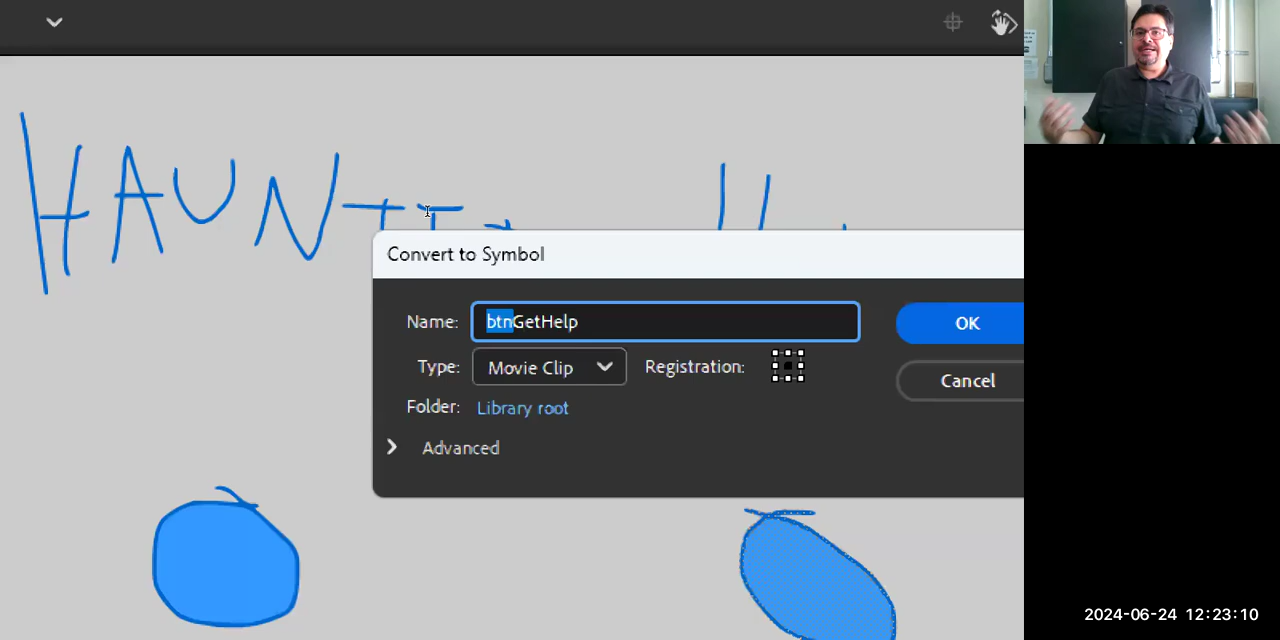 HAUNTE
Convert to Symbol
Name: btnGetHelp
OK
Type: Movie Clip Registration:
Cancel
Folder: Library root
Advanced
2024-06-24 12:23:10